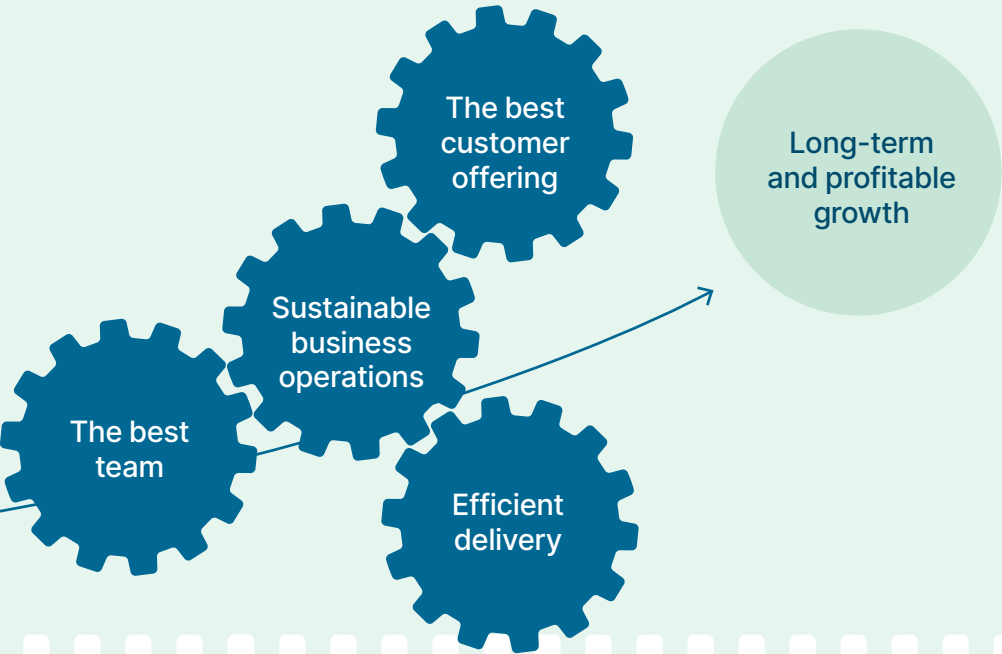 The best
customer
offering
Long-term
and profitable
growth
Sustainable
business
operations
The best
team
Efficient
delivery